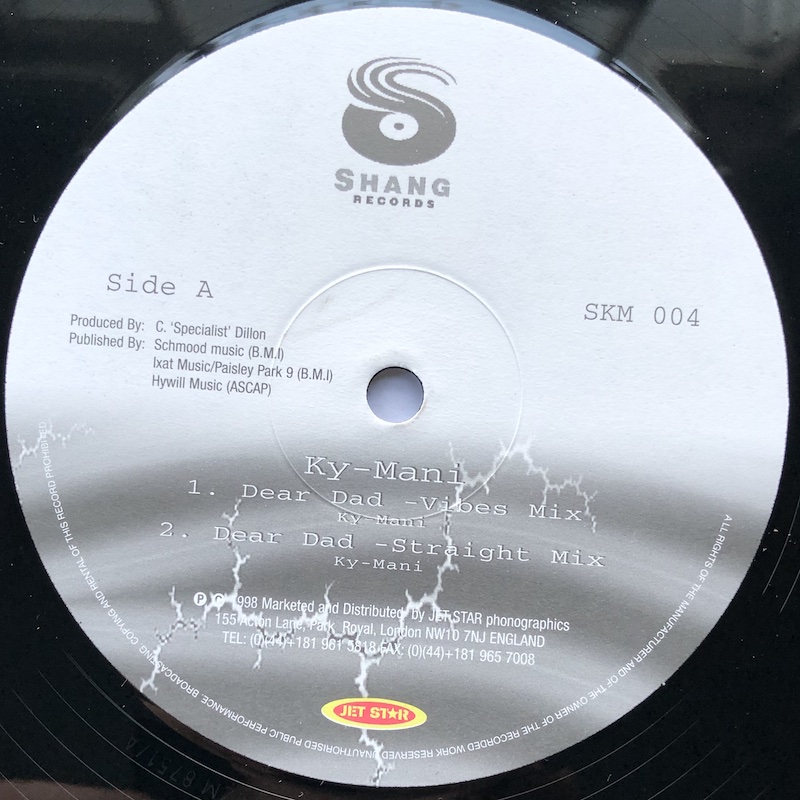 SHANG
RECORDS
Side A
SKM 004
Produced By: C. 'Specialist' Dillon
Published By: Schmood music (B.M.I)
Ixat Music/Paisley Park 9 (B.M.I)
Hywill Music (ASCAP)
Ky-Mani
1. Dear Dad -Vibes Mix
Ky-Mani
2. Dear Dad -Straight Mix
Ky-Mani
℗ © 1998 Marketed and Distributed by JET STAR phonographics
155 Acton Lane, Park Royal, London NW10 7NJ ENGLAND
TEL: (0)(44)+181 961 5818 FAX: (0)(44)+181 965 7008
JET STAR
ALL RIGHTS OF THE MANUFACTURER AND OF THE OWNER OF THE RECORDED WORK RESERVED UNAUTHORISED PUBLIC PERFORMANCE. BROADCASTING. COPYING AND RENTAL OF THIS RECORD PROHIBITED